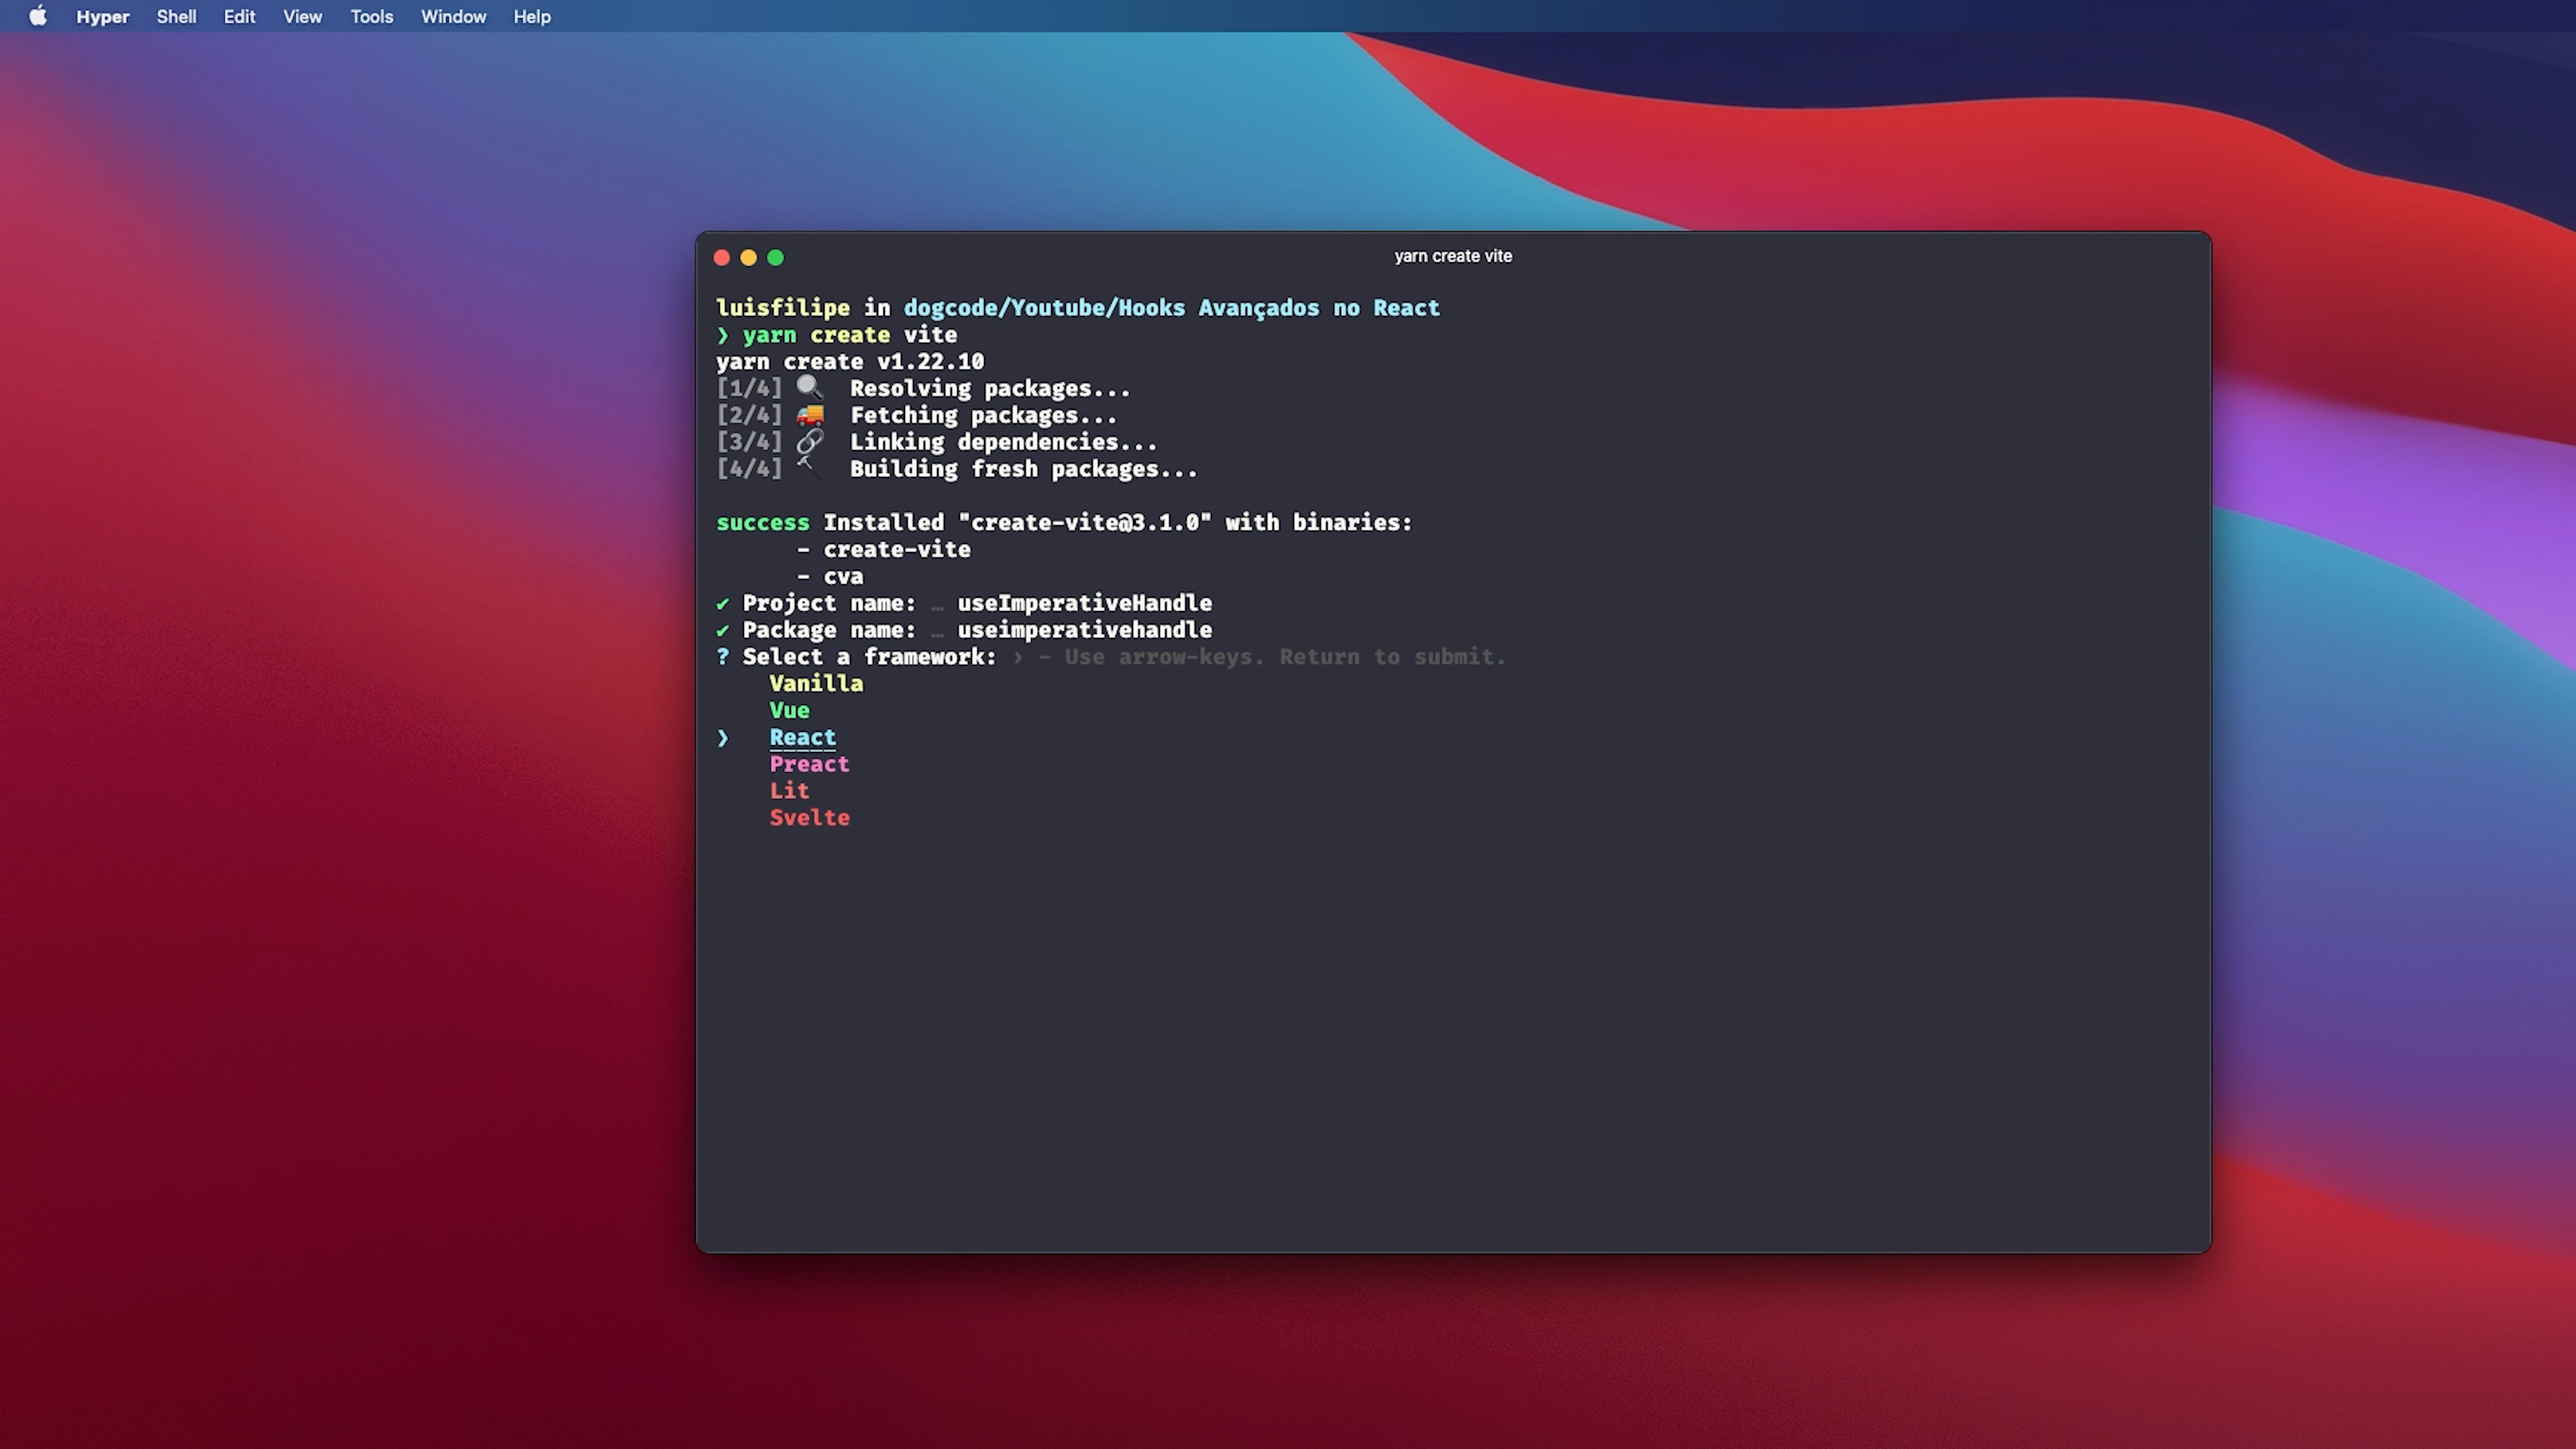 Hyper Shell Edit View Tools Window Help
yarn create vite
luisfilipe in dogcode/Youtube/Hooks Avançados no React
❯ yarn create vite
yarn create v1.22.10
[1/4] 🔍 Resolving packages...
[2/4] 🚚 Fetching packages...
[3/4] 🔗 Linking dependencies...
[4/4] 🔨 Building fresh packages...
success Installed "create-vite@3.1.0" with binaries:
- create-vite
- cva
✔ Project name: … useImperativeHandle
✔ Package name: … useimperativehandle
? Select a framework: › - Use arrow-keys. Return to submit.
Vanilla
Vue
❯ React
Preact
Lit
Svelte